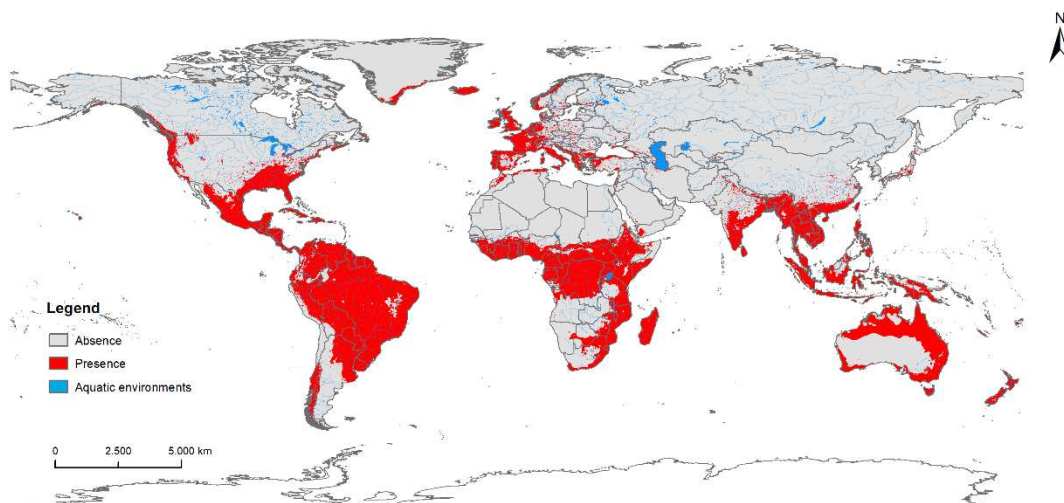 N
Legend
Absence
Presence
Aquatic environments
0 2.500 5.000 km